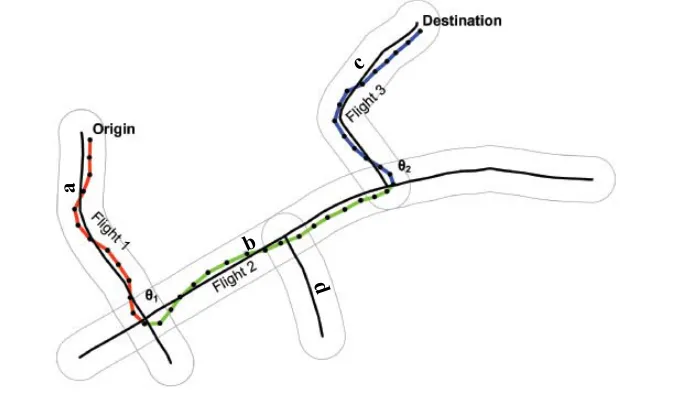 Destination
c
Flight 3
Origin
θ₂
a
Flight 1
b
Flight 2
d
θ₁